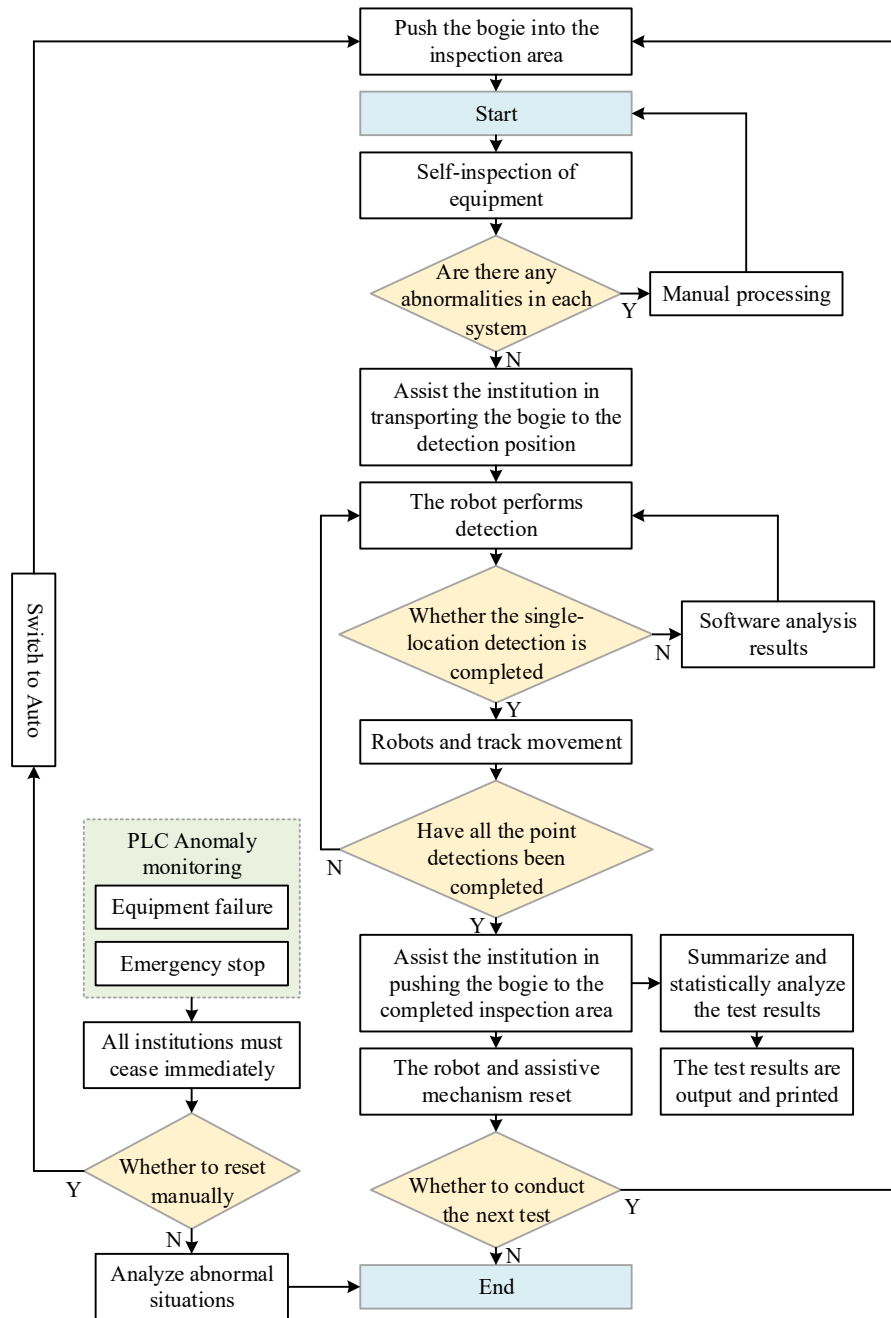 Push the bogie into the
inspection area
Start
Self-inspection of
equipment
Are there any
abnormalities in each
system
Y
Manual processing
N
Assist the institution in
transporting the bogie to the
detection position
The robot performs
detection
Whether the single-
location detection is
completed
N
Software analysis
results
Y
Robots and track movement
Have all the point
detections been
completed
N
Y
Assist the institution in
pushing the bogie to the
completed inspection area
Summarize and
statistically analyze
the test results
The test results are
output and printed
The robot and assistive
mechanism reset
Whether to conduct
the next test
Y
N
End
Switch to Auto
PLC Anomaly
monitoring
Equipment failure
Emergency stop
All institutions must
cease immediately
Whether to reset
manually
Y
N
Analyze abnormal
situations